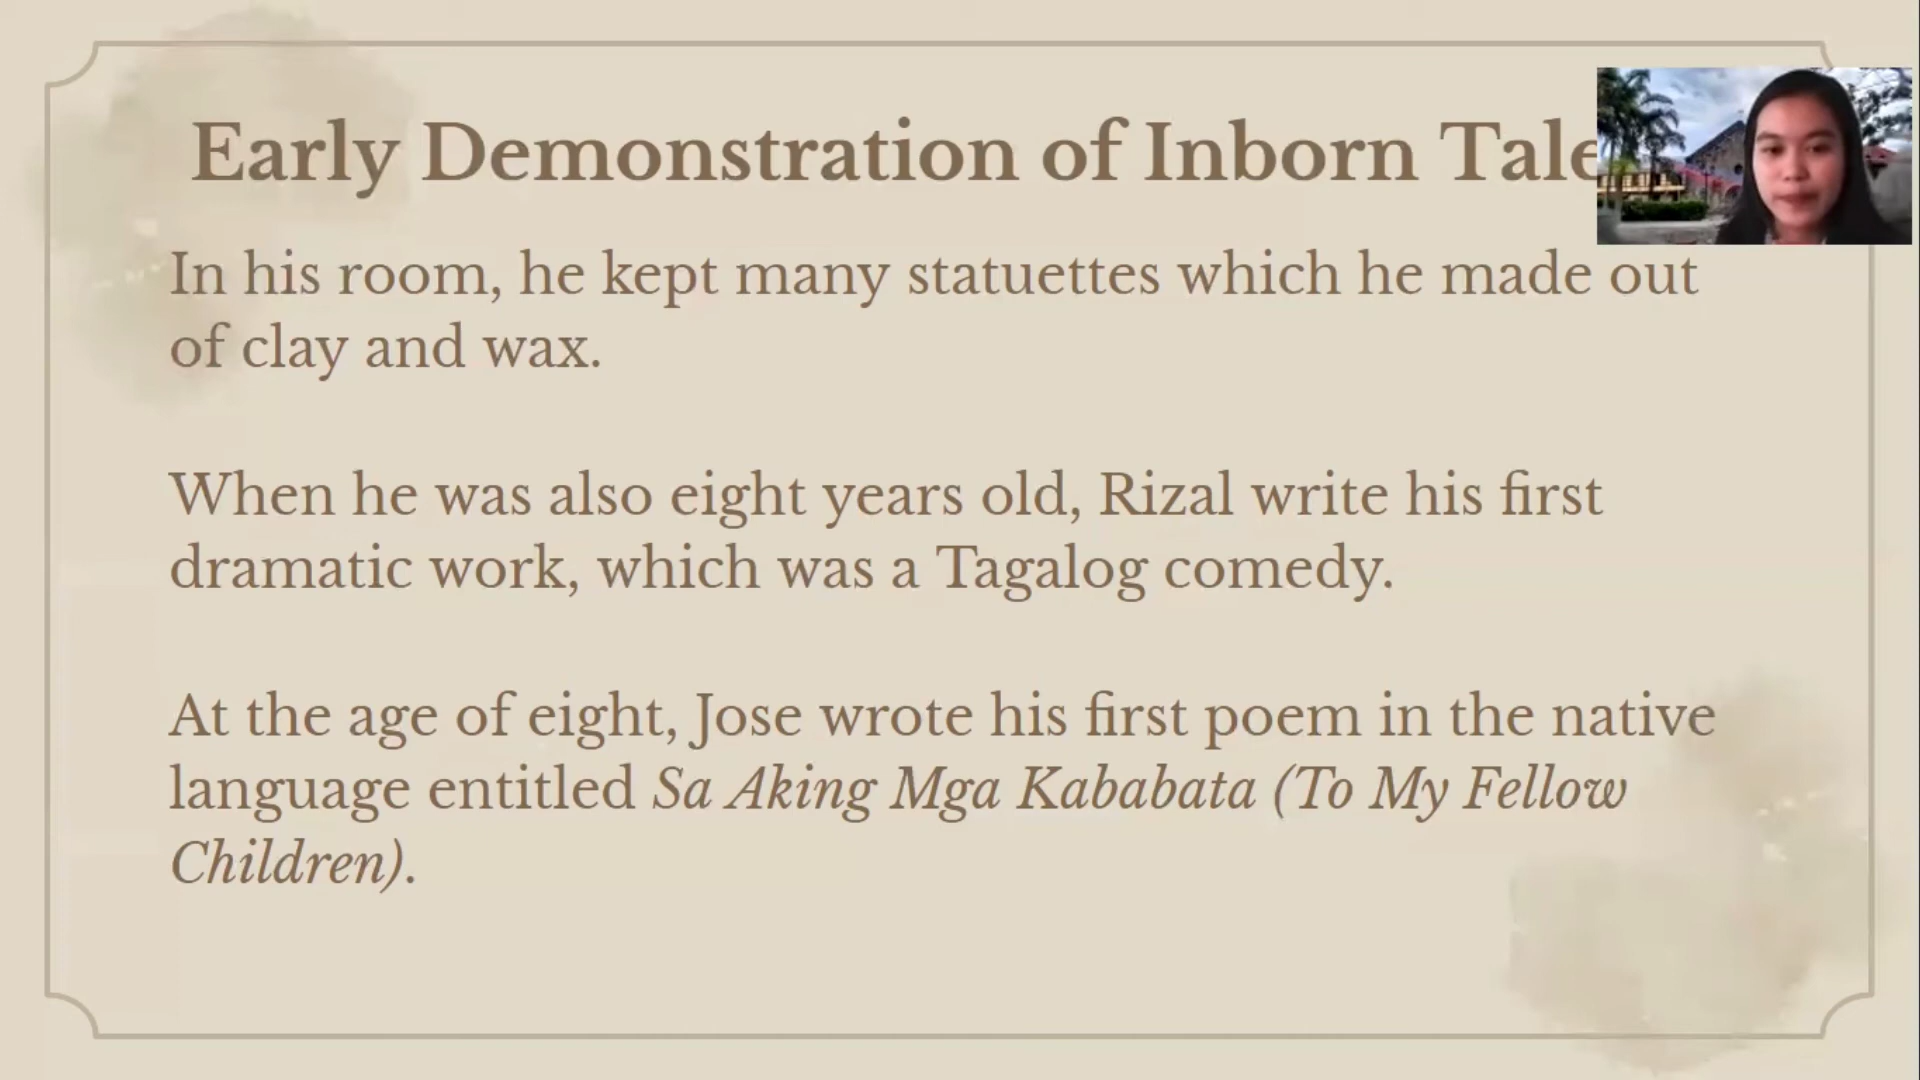 Early Demonstration of Inborn
In his room, he kept many statuettes which he made out
of clay and wax.
When he was also eight years old, Rizal write his first
dramatic work, which was a Tagalog comedy.
At the age of eight, Jose wrote his first poem in the native
language entitled Sa Aking Mga Kababata (To My Fellow
Children).